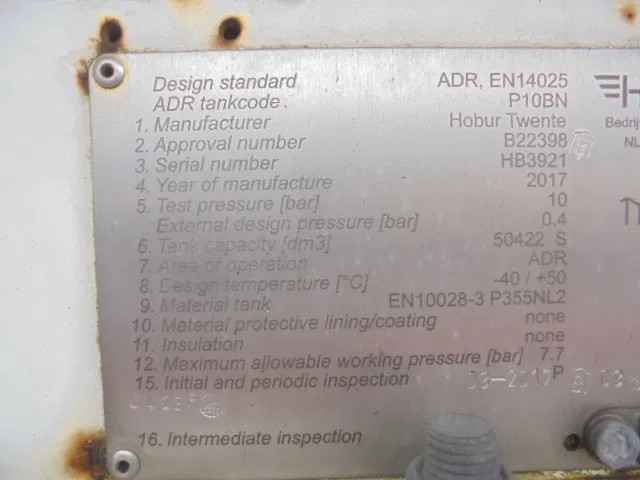 Design standard ADR, EN14025
ADR tankcode. P10BN
1. Manufacturer Hobur Twente
2. Approval number B22398
3. Serial number HB3921
4. Year of manufacture 2017
5. Test pressure [bar] 10
External design pressure [bar] 0.4
6. Tank capacity [dm3] 50422 S
7. Area of operation ADR
8. Design temperature [°C] -40 / +50
9. Material tank EN10028-3 P355NL2
10. Material protective lining/coating none
11. Insulation none
12. Maximum allowable working pressure [bar] 7.7
15. Initial and periodic inspection P
16. Intermediate inspection
H
Bedrij
NL